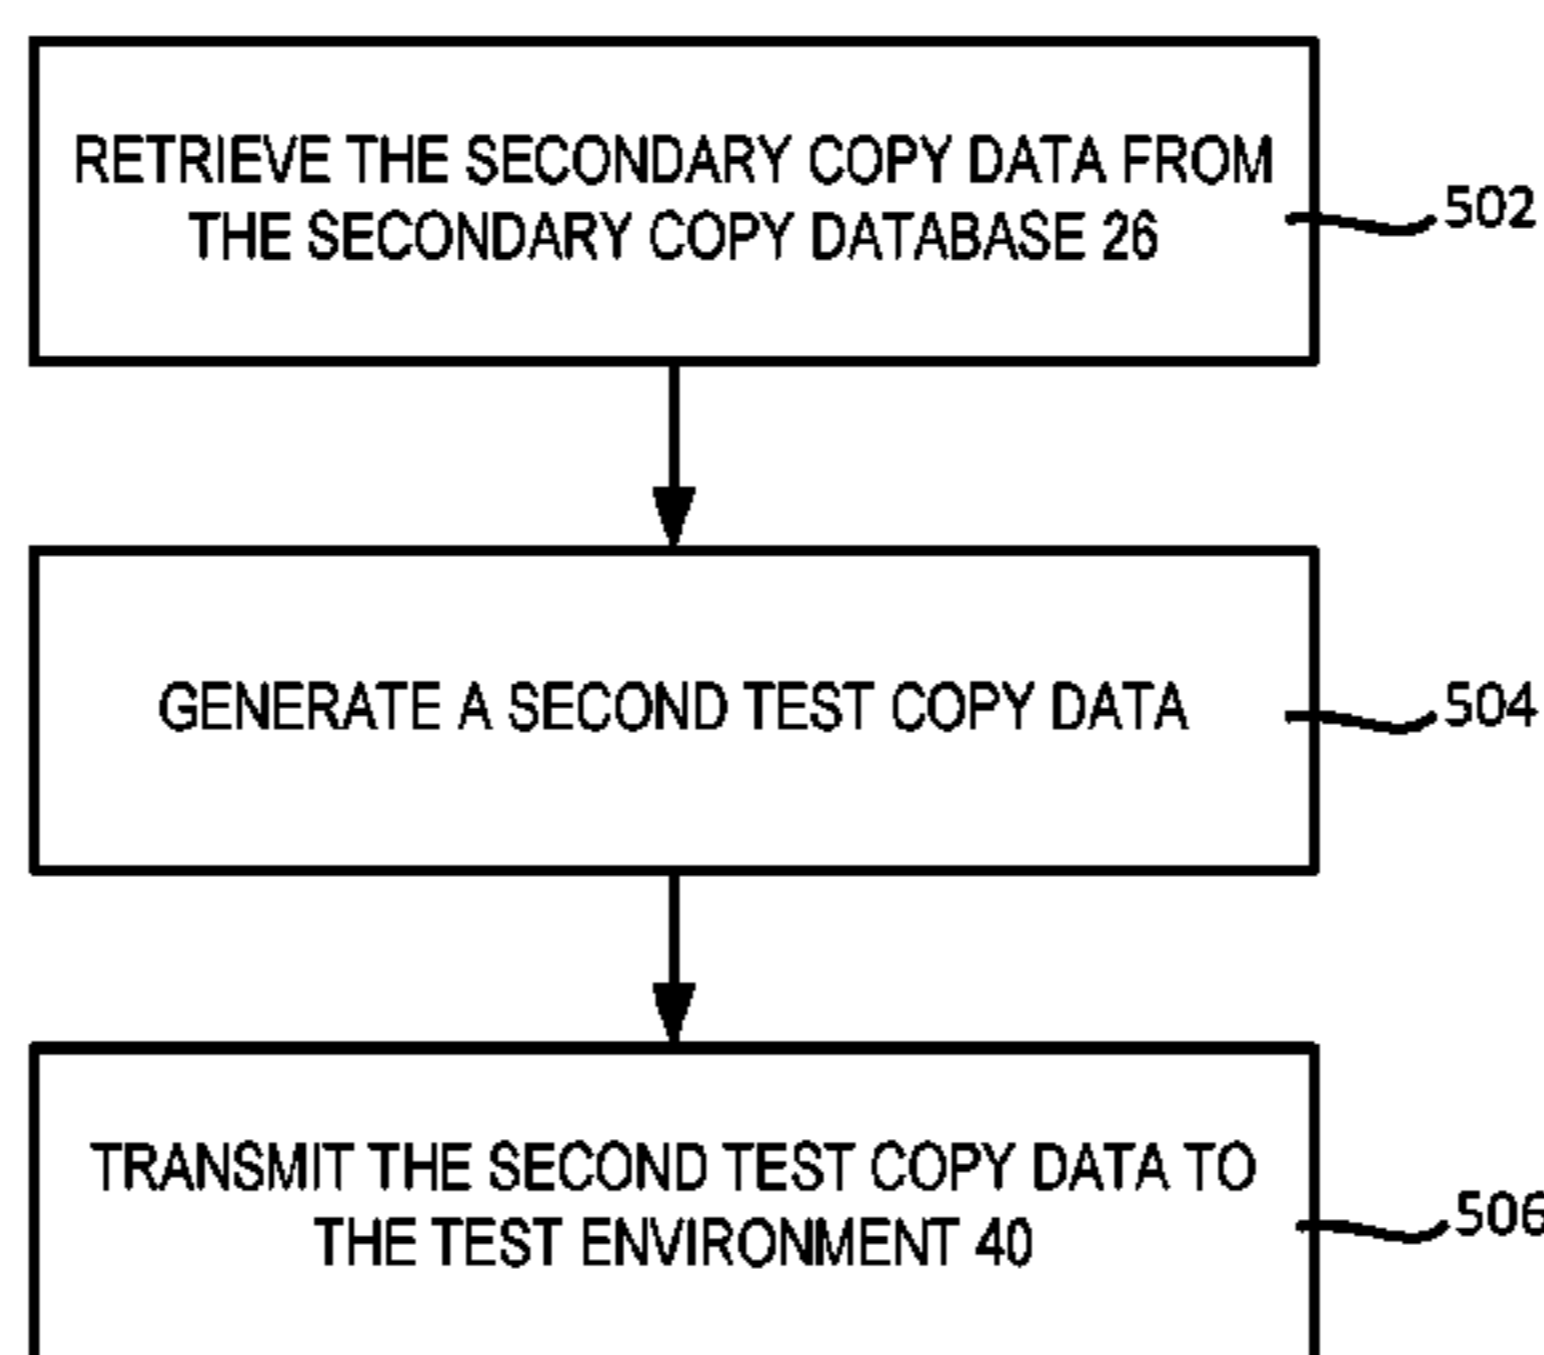 RETRIEVE THE SECONDARY COPY DATA FROM
THE SECONDARY COPY DATABASE 26
502
GENERATE A SECOND TEST COPY DATA
504
TRANSMIT THE SECOND TEST COPY DATA TO
THE TEST ENVIRONMENT 40
506